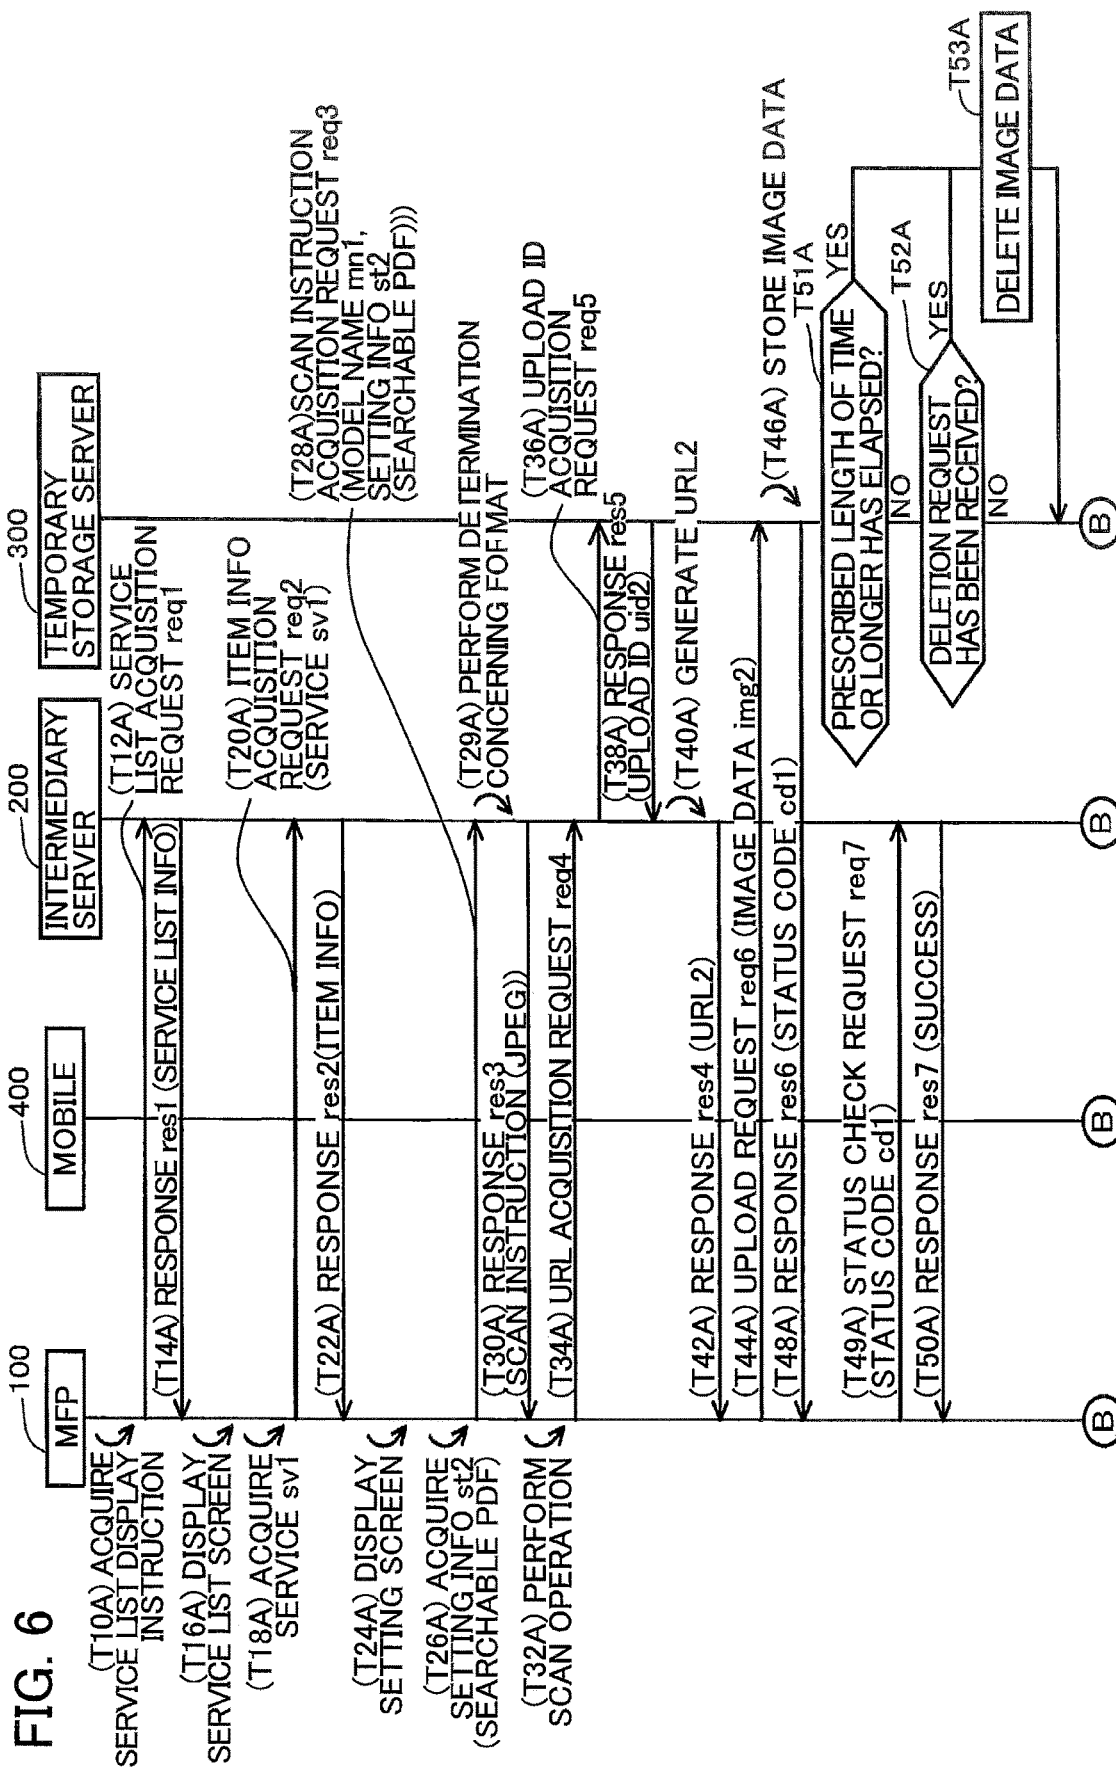 FIG. 6
100
MFP
400
MOBILE
200
INTERMEDIARY
SERVER
300
TEMPORARY
STORAGE SERVER
(T10A) ACQUIRE
SERVICE LIST DISPLAY
INSTRUCTION
(T12A) SERVICE
LIST ACQUISITION
REQUEST req1
(T14A) RESPONSE res1 (SERVICE LIST INFO)
(T16A) DISPLAY
SERVICE LIST SCREEN
(T18A) ACQUIRE
SERVICE sv1
(T20A) ITEM INFO
ACQUISITION
REQUEST req2
(SERVICE sv1)
(T22A) RESPONSE res2(ITEM INFO)
(T24A) DISPLAY
SETTING SCREEN
(T26A) ACQUIRE
SETTING INFO st2
(SEARCHABLE PDF)
(T28A)SCAN INSTRUCTION
ACQUISITION REQUEST req3
(MODEL NAME mn1,
SETTING INFO st2
(SEARCHABLE PDF)))
(T29A) PERFORM DETERMINATION
CONCERNING FOFMAT
(T30A) RESPONSE res3
(SCAN INSTRUCTION (JPEG))
(T32A) PERFORM
SCAN OPERATION
(T34A) URL ACQUISITION REQUEST req4
(T36A) UPLOAD ID
ACQUISITION
REQUEST req5
(T38A) RESPONSE res5
(UPLOAD ID uid2)
(T40A) GENERATE URL2
(T42A) RESPONSE res4 (URL2)
(T44A) UPLOAD REQUEST req6 (IMAGE DATA img2)
(T46A) STORE IMAGE DATA
(T48A) RESPONSE res6 (STATUS CODE cd1)
T51A
PRESCRIBED LENGTH OF TIME
OR LONGER HAS ELAPSED?
YES
NO
(T49A) STATUS CHECK REQUEST req7
(STATUS CODE cd1)
(T50A) RESPONSE res7 (SUCCESS)
T52A
DELETION REQUEST
HAS BEEN RECEIVED?
YES
NO
T53A
DELETE IMAGE DATA
B
B
B
B